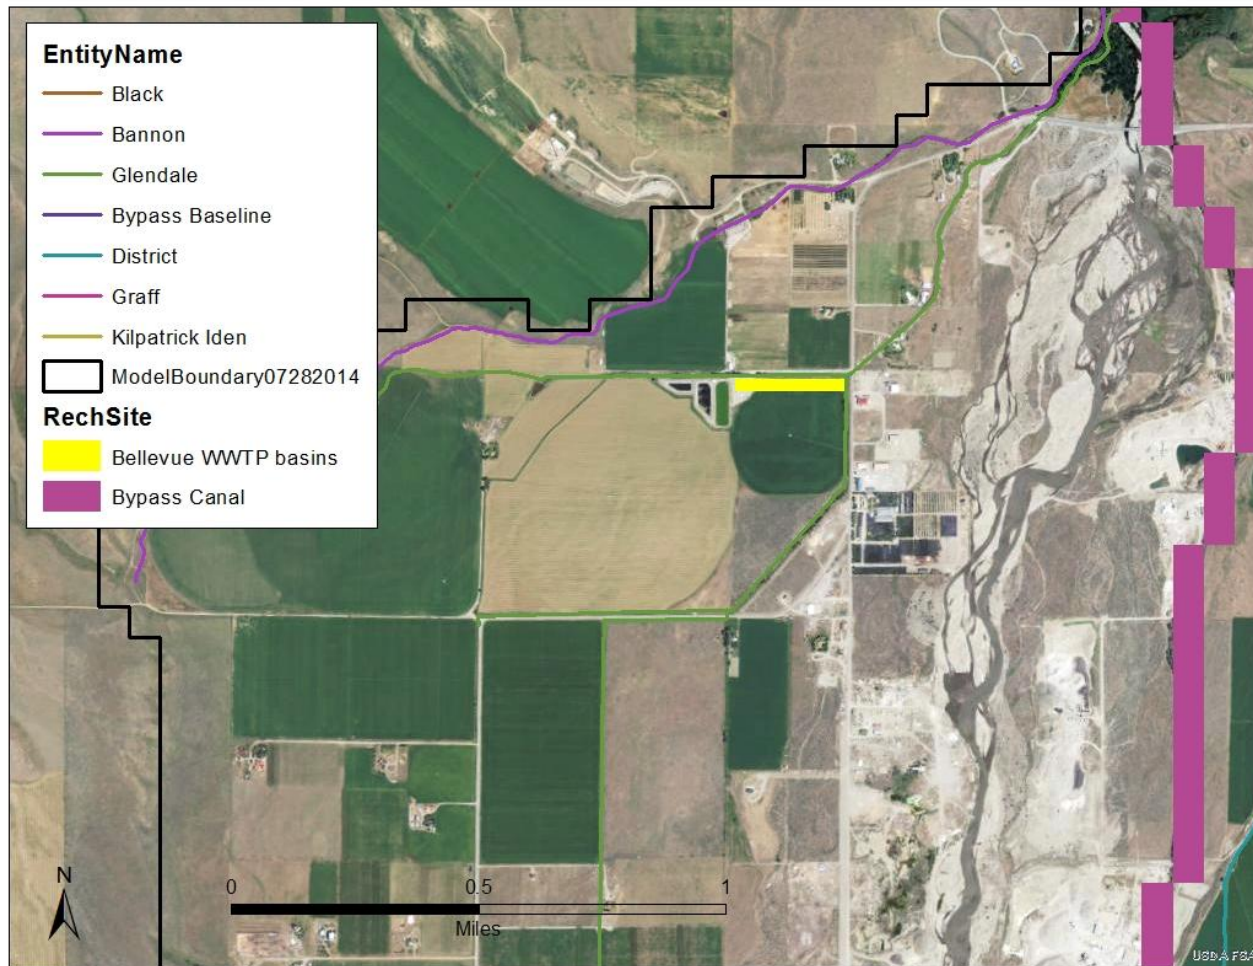 EntityName
Black
Bannon
Glendale
Bypass Baseline
District
Graff
Kilpatrick Iden
ModelBoundary07282014
RechSite
Bellevue WWTP basins
Bypass Canal
N
0 0.5 1
Miles
USDA FSA